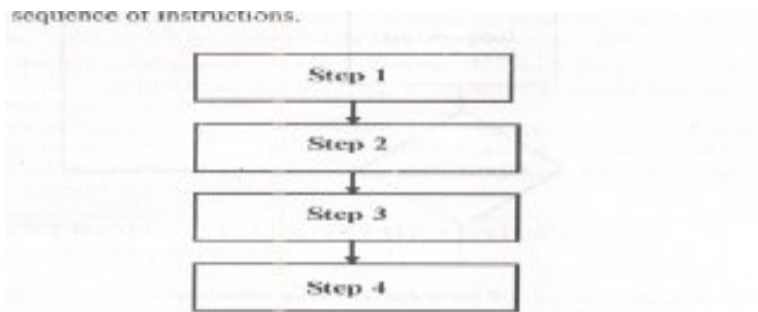 sequence of instructions.
Step 1
Step 2
Step 3
Step 4